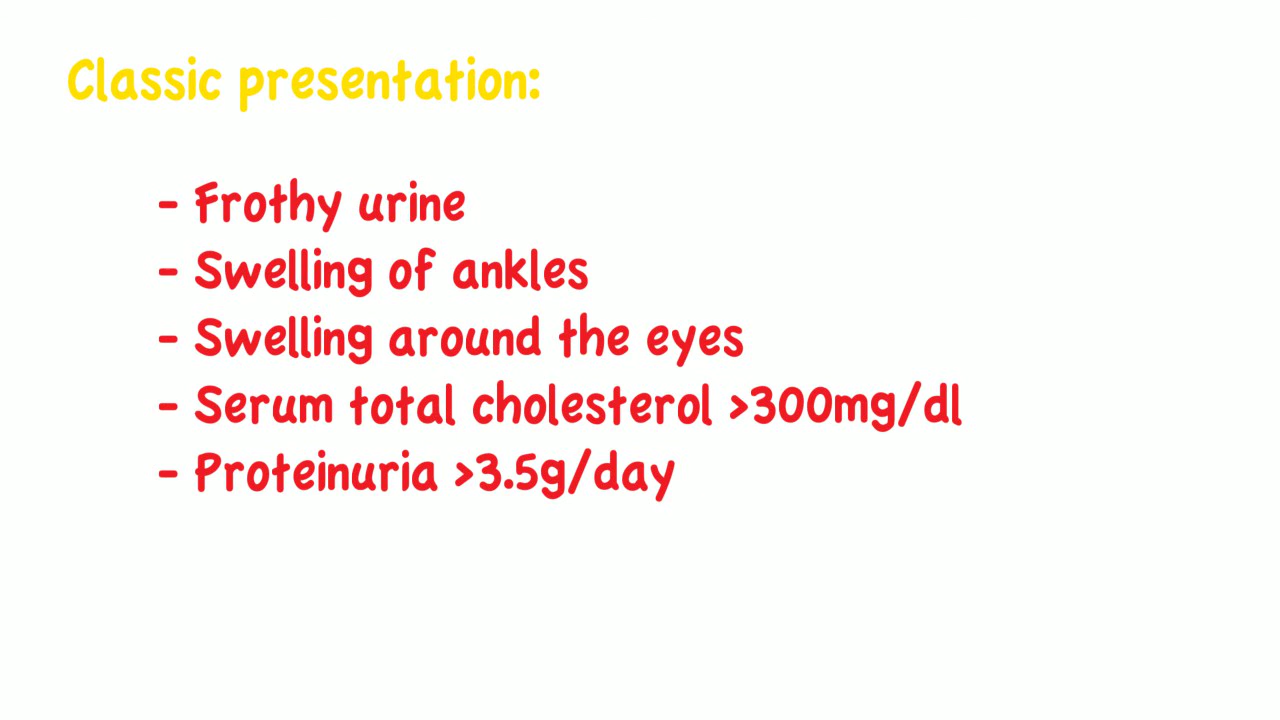 Classic presentation:
- Frothy urine
- Swelling of ankles
- Swelling around the eyes
- Serum total cholesterol >300mg/dl
- Proteinuria >3.5g/day